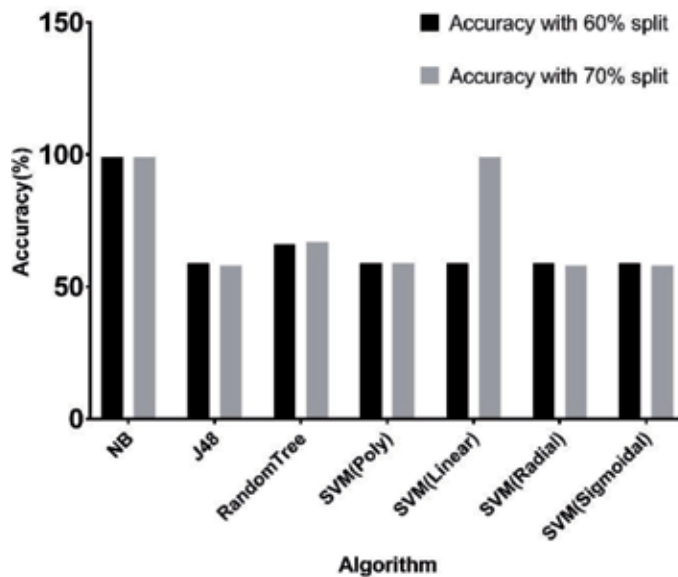 150
Accuracy with 60% split
Accuracy with 70% split
100
50
0
Accuracy(%)
NB
J48
RandomTree
SVM(Poly)
SVM(Linear)
SVM(Radial)
SVM(Sigmoidal)
Algorithm